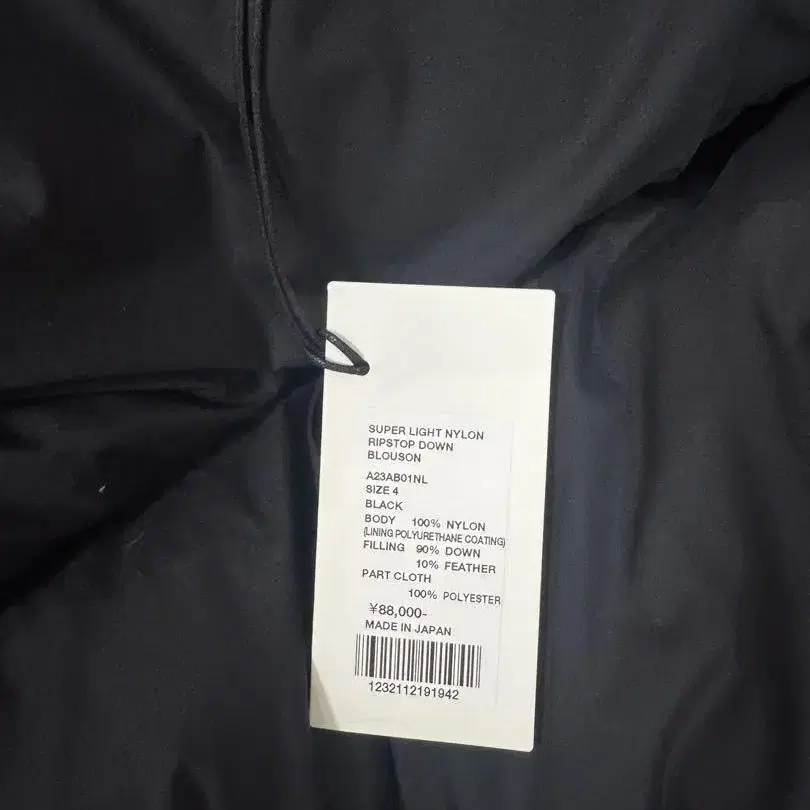 SUPER LIGHT NYLON
RIPSTOP DOWN
BLOUSON
A23AB01NL
SIZE 4
BLACK
BODY 100% NYLON
(LINING POLYURETHANE COATING)
FILLING 90% DOWN
10% FEATHER
PART CLOTH
100% POLYESTER
¥88,000-
MADE IN JAPAN
1232112191942